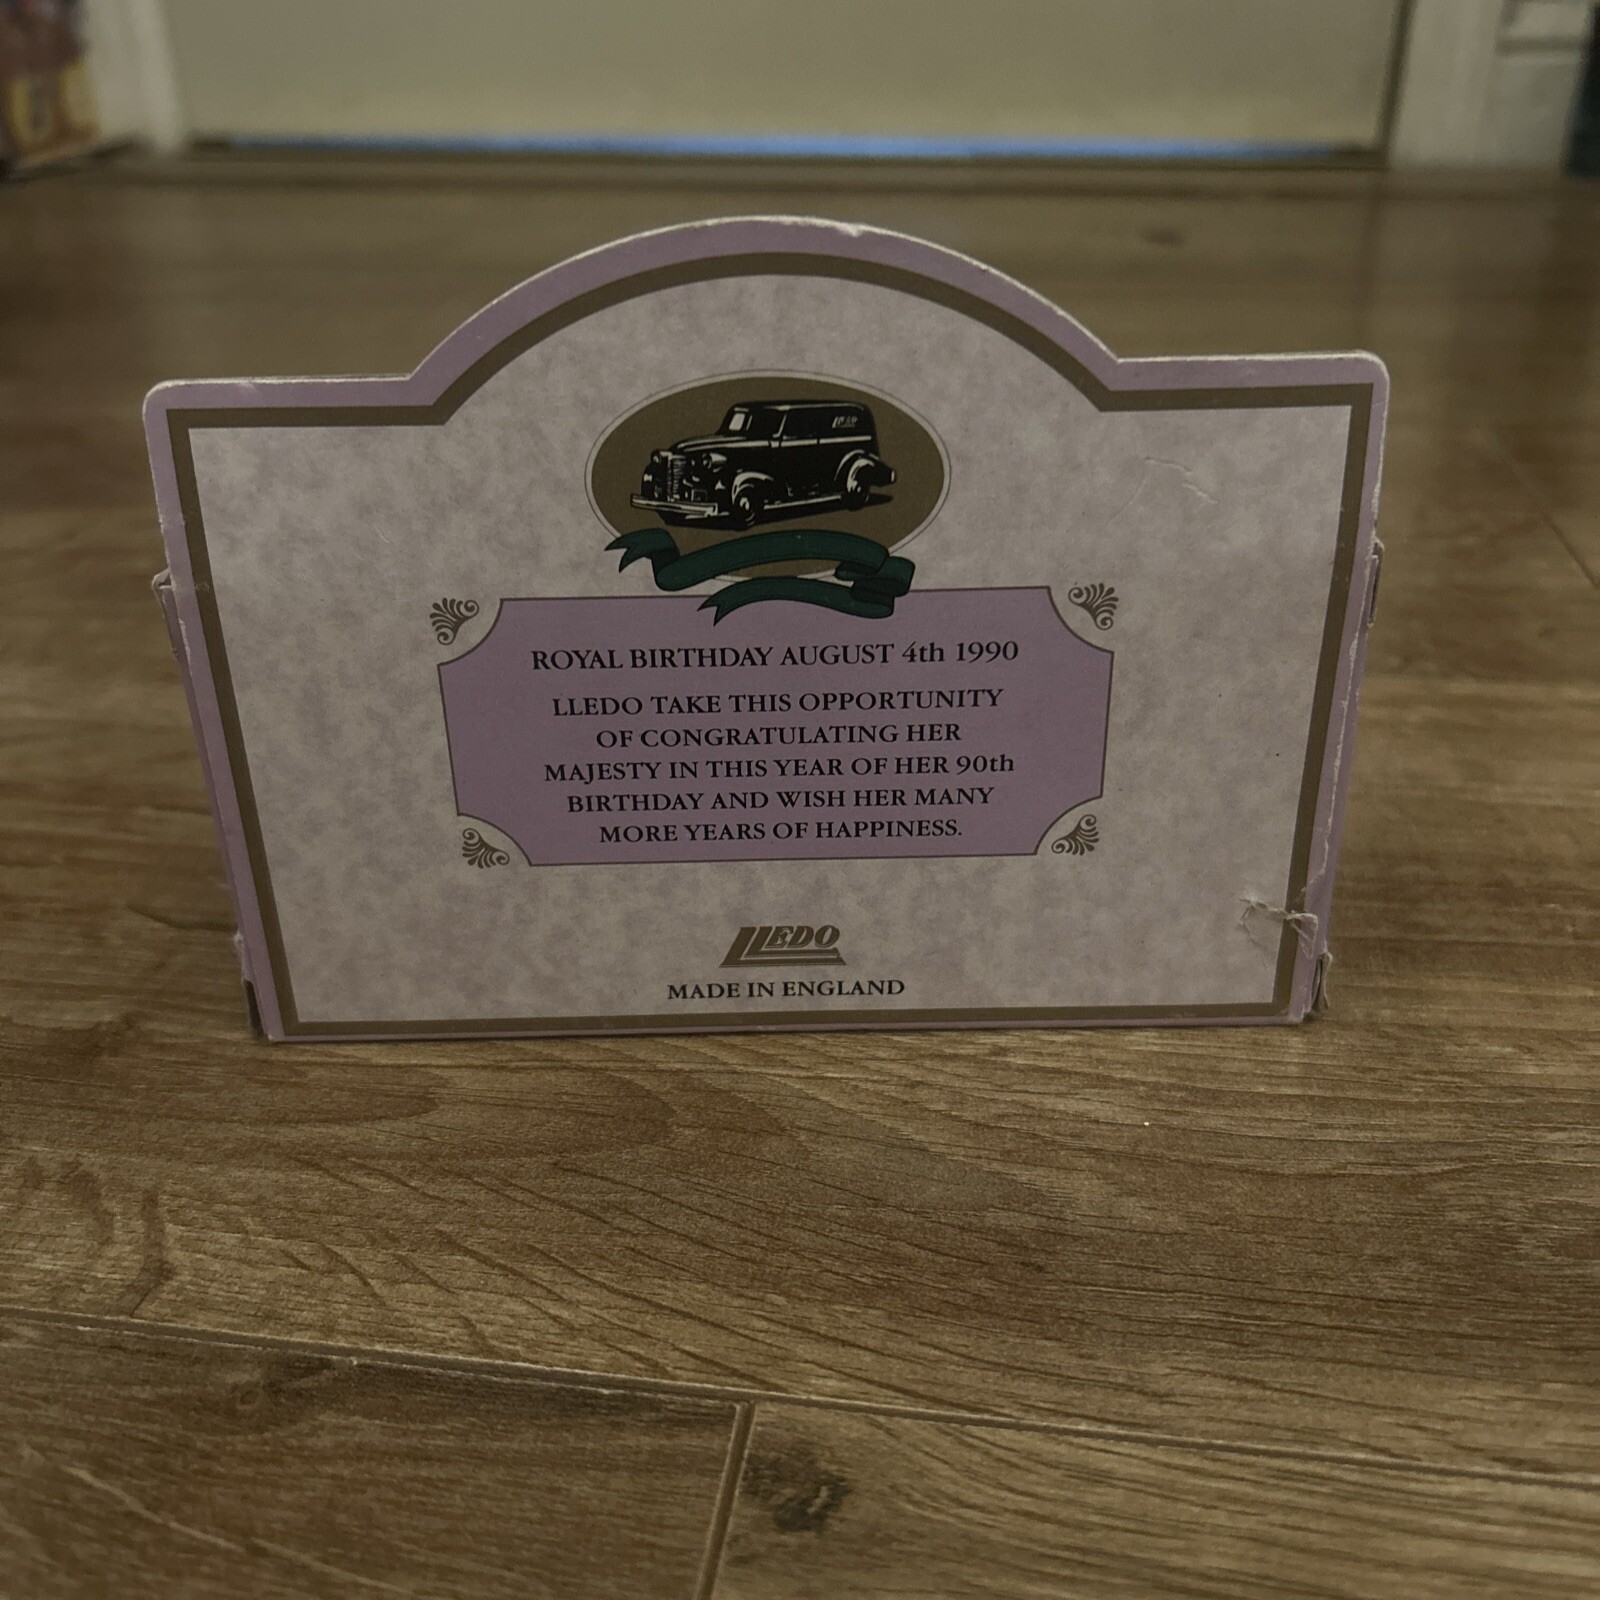 ROYAL BIRTHDAY AUGUST 4th 1990
LLEDO TAKE THIS OPPORTUNITY
OF CONGRATULATING HER
MAJESTY IN THIS YEAR OF HER 90th
BIRTHDAY AND WISH HER MANY
MORE YEARS OF HAPPINESS.
LLEDO
MADE IN ENGLAND